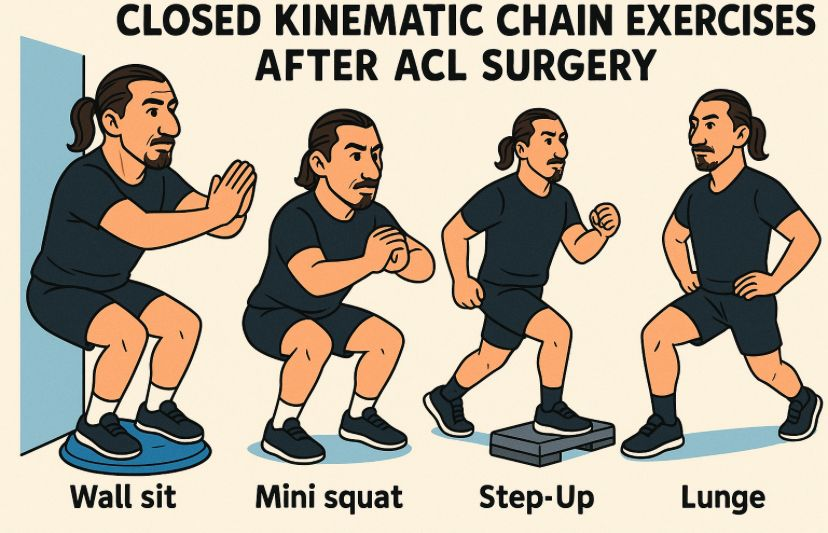 CLOSED KINEMATIC CHAIN EXERCISES
AFTER ACL SURGERY
Wall sit
Mini squat
Step-Up
Lunge